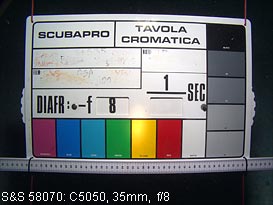 SCUBAPRO
TAVOLA
CROMATICA
1
SEC
DIAFR: -f 8
S&S 58070: C5050, 35mm, f/8